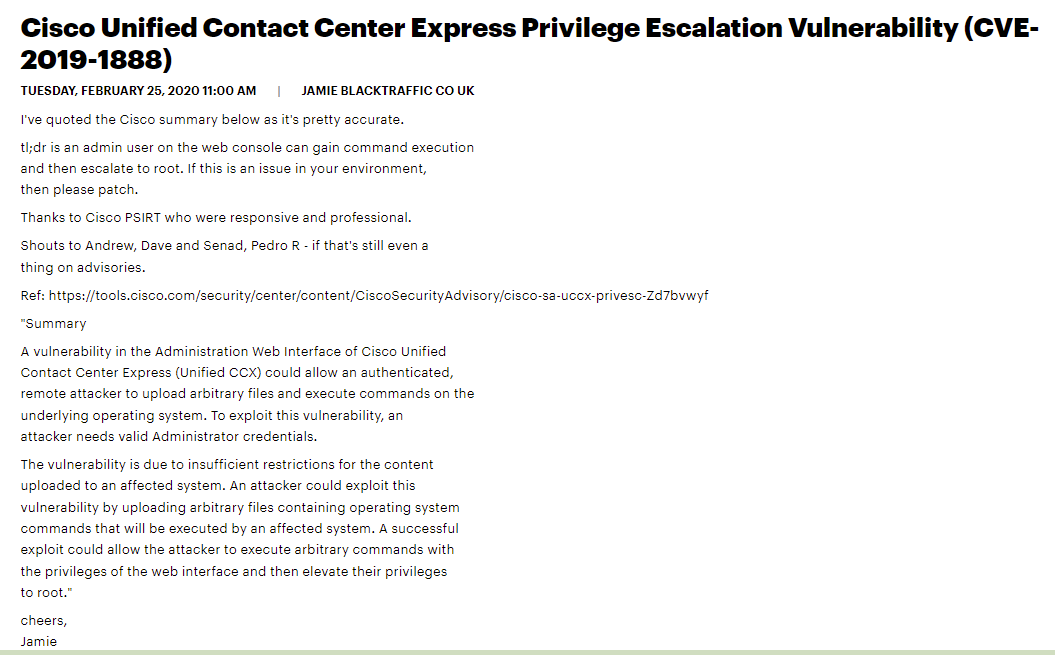 Cisco Unified Contact Center Express Privilege Escalation Vulnerability (CVE-
2019-1888)
TUESDAY, FEBRUARY 25, 2020 11:00 AM | JAMIE BLACKTRAFFIC CO UK
I've quoted the Cisco summary below as it's pretty accurate.
tl;dr is an admin user on the web console can gain command execution
and then escalate to root. If this is an issue in your environment,
then please patch.
Thanks to Cisco PSIRT who were responsive and professional.
Shouts to Andrew, Dave and Senad, Pedro R - if that's still even a
thing on advisories.
Ref: https://tools.cisco.com/security/center/content/CiscoSecurityAdvisory/cisco-sa-uccx-privesc-Zd7bvwyf
"Summary
A vulnerability in the Administration Web Interface of Cisco Unified
Contact Center Express (Unified CCX) could allow an authenticated,
remote attacker to upload arbitrary files and execute commands on the
underlying operating system. To exploit this vulnerability, an
attacker needs valid Administrator credentials.
The vulnerability is due to insufficient restrictions for the content
uploaded to an affected system. An attacker could exploit this
vulnerability by uploading arbitrary files containing operating system
commands that will be executed by an affected system. A successful
exploit could allow the attacker to execute arbitrary commands with
the privileges of the web interface and then elevate their privileges
to root."
cheers,
Jamie